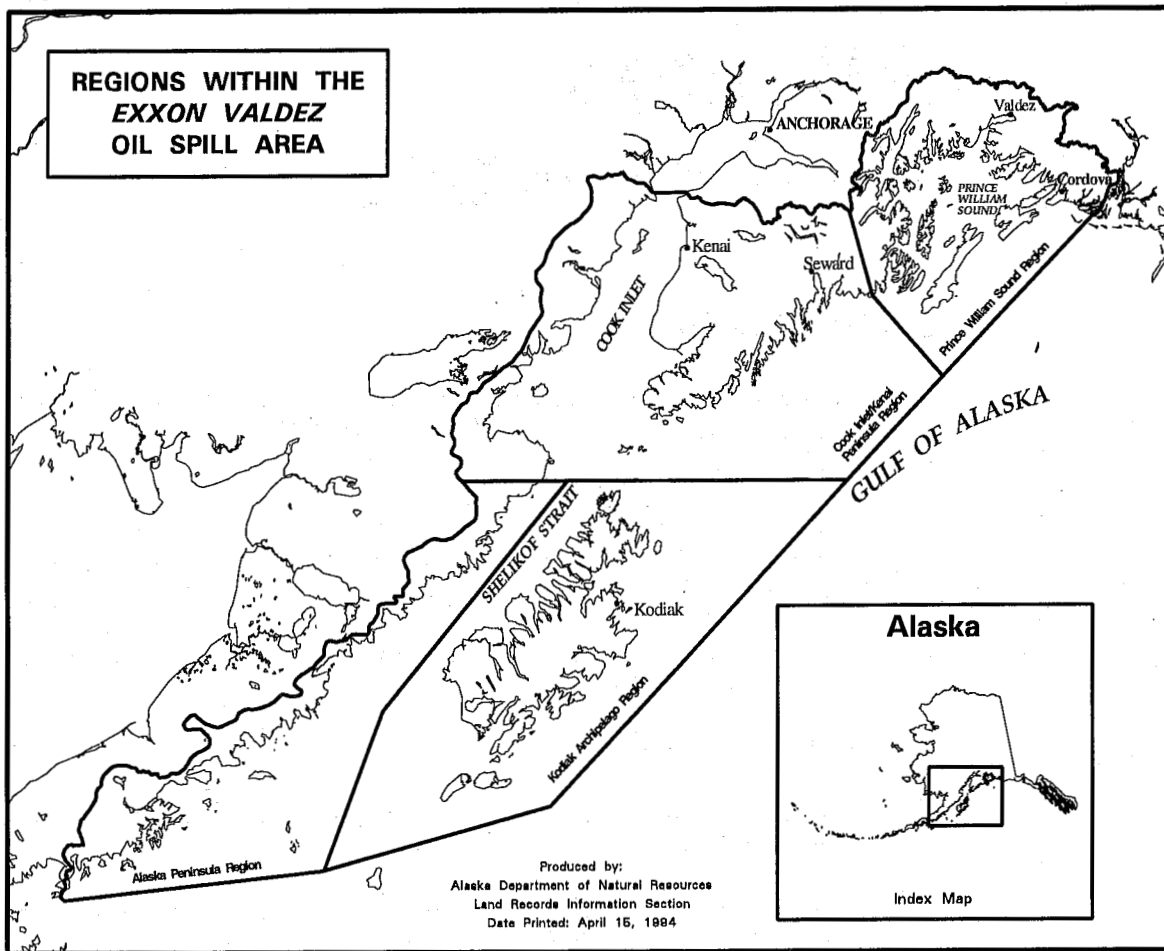 REGIONS WITHIN THE
EXXON VALDEZ
OIL SPILL AREA
ANCHORAGE
Valdez
Cordova
PRINCE
WILLIAM
SOUND
Kenai
Seward
COOK INLET
Prince William Sound Region
Cook Inlet/Kenai
Peninsula Region
GULF OF ALASKA
SHELIKOF STRAIT
Kodiak
Kodiak Archipelago Region
Alaska Peninsula Region
Alaska
Index Map
Produced by:
Alaska Department of Natural Resources
Land Records Information Section
Date Printed: April 15, 1994